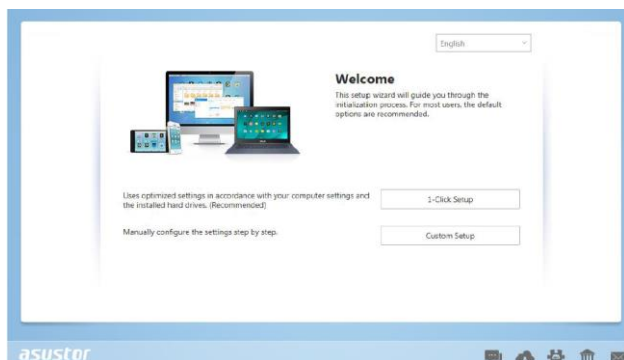 English
Welcome
This setup wizard will guide you through the
initialization process. For most users, the default
options are recommended.
Uses optimized settings in accordance with your computer settings and
the installed hard drives. (Recommended)
1-Click Setup
Manually configure the settings step by step.
Custom Setup
asustor